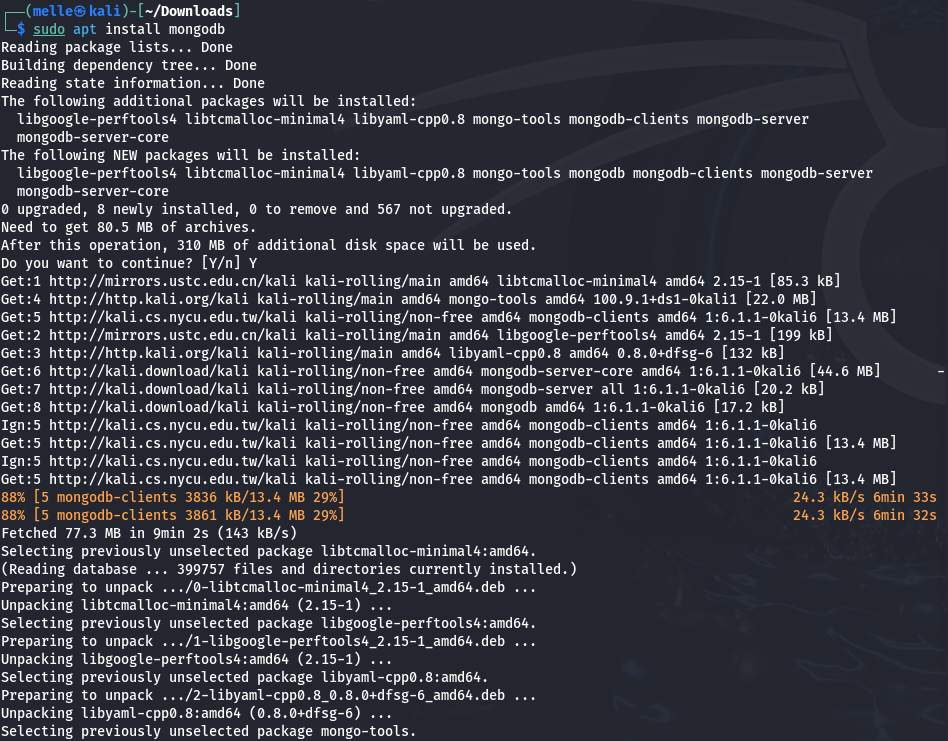 ┌──(melle㉿kali)-[~/Downloads]
└─$ sudo apt install mongodb
Reading package lists... Done
Building dependency tree... Done
Reading state information... Done
The following additional packages will be installed:
  libgoogle-perftools4 libtcmalloc-minimal4 libyaml-cpp0.8 mongo-tools mongodb-clients mongodb-server
  mongodb-server-core
The following NEW packages will be installed:
  libgoogle-perftools4 libtcmalloc-minimal4 libyaml-cpp0.8 mongo-tools mongodb mongodb-clients mongodb-server
  mongodb-server-core
0 upgraded, 8 newly installed, 0 to remove and 567 not upgraded.
Need to get 80.5 MB of archives.
After this operation, 310 MB of additional disk space will be used.
Do you want to continue? [Y/n] Y
Get:1 http://mirrors.ustc.edu.cn/kali kali-rolling/main amd64 libtcmalloc-minimal4 amd64 2.15-1 [85.3 kB]
Get:4 http://http.kali.org/kali kali-rolling/main amd64 mongo-tools amd64 100.9.1+ds1-0kali1 [22.0 MB]
Get:5 http://kali.cs.nycu.edu.tw/kali kali-rolling/non-free amd64 mongodb-clients amd64 1:6.1.1-0kali6 [13.4 MB]
Get:2 http://mirrors.ustc.edu.cn/kali kali-rolling/main amd64 libgoogle-perftools4 amd64 2.15-1 [199 kB]
Get:3 http://http.kali.org/kali kali-rolling/main amd64 libyaml-cpp0.8 amd64 0.8.0+dfsg-6 [132 kB]
Get:6 http://kali.download/kali kali-rolling/non-free amd64 mongodb-server-core amd64 1:6.1.1-0kali6 [44.6 MB] -
Get:7 http://kali.download/kali kali-rolling/non-free amd64 mongodb-server all 1:6.1.1-0kali6 [20.2 kB]
Get:8 http://kali.download/kali kali-rolling/non-free amd64 mongodb amd64 1:6.1.1-0kali6 [17.2 kB]
Ign:5 http://kali.cs.nycu.edu.tw/kali kali-rolling/non-free amd64 mongodb-clients amd64 1:6.1.1-0kali6
Get:5 http://kali.cs.nycu.edu.tw/kali kali-rolling/non-free amd64 mongodb-clients amd64 1:6.1.1-0kali6 [13.4 MB]
Ign:5 http://kali.cs.nycu.edu.tw/kali kali-rolling/non-free amd64 mongodb-clients amd64 1:6.1.1-0kali6
Get:5 http://kali.cs.nycu.edu.tw/kali kali-rolling/non-free amd64 mongodb-clients amd64 1:6.1.1-0kali6 [13.4 MB]
88% [5 mongodb-clients 3836 kB/13.4 MB 29%] 24.3 kB/s 6min 33s
88% [5 mongodb-clients 3861 kB/13.4 MB 29%] 24.3 kB/s 6min 32s
Fetched 77.3 MB in 9min 2s (143 kB/s)
Selecting previously unselected package libtcmalloc-minimal4:amd64.
(Reading database ... 399757 files and directories currently installed.)
Preparing to unpack .../0-libtcmalloc-minimal4_2.15-1_amd64.deb ...
Unpacking libtcmalloc-minimal4:amd64 (2.15-1) ...
Selecting previously unselected package libgoogle-perftools4:amd64.
Preparing to unpack .../1-libgoogle-perftools4_2.15-1_amd64.deb ...
Unpacking libgoogle-perftools4:amd64 (2.15-1) ...
Selecting previously unselected package libyaml-cpp0.8:amd64.
Preparing to unpack .../2-libyaml-cpp0.8_0.8.0+dfsg-6_amd64.deb ...
Unpacking libyaml-cpp0.8:amd64 (0.8.0+dfsg-6) ...
Selecting previously unselected package mongo-tools.